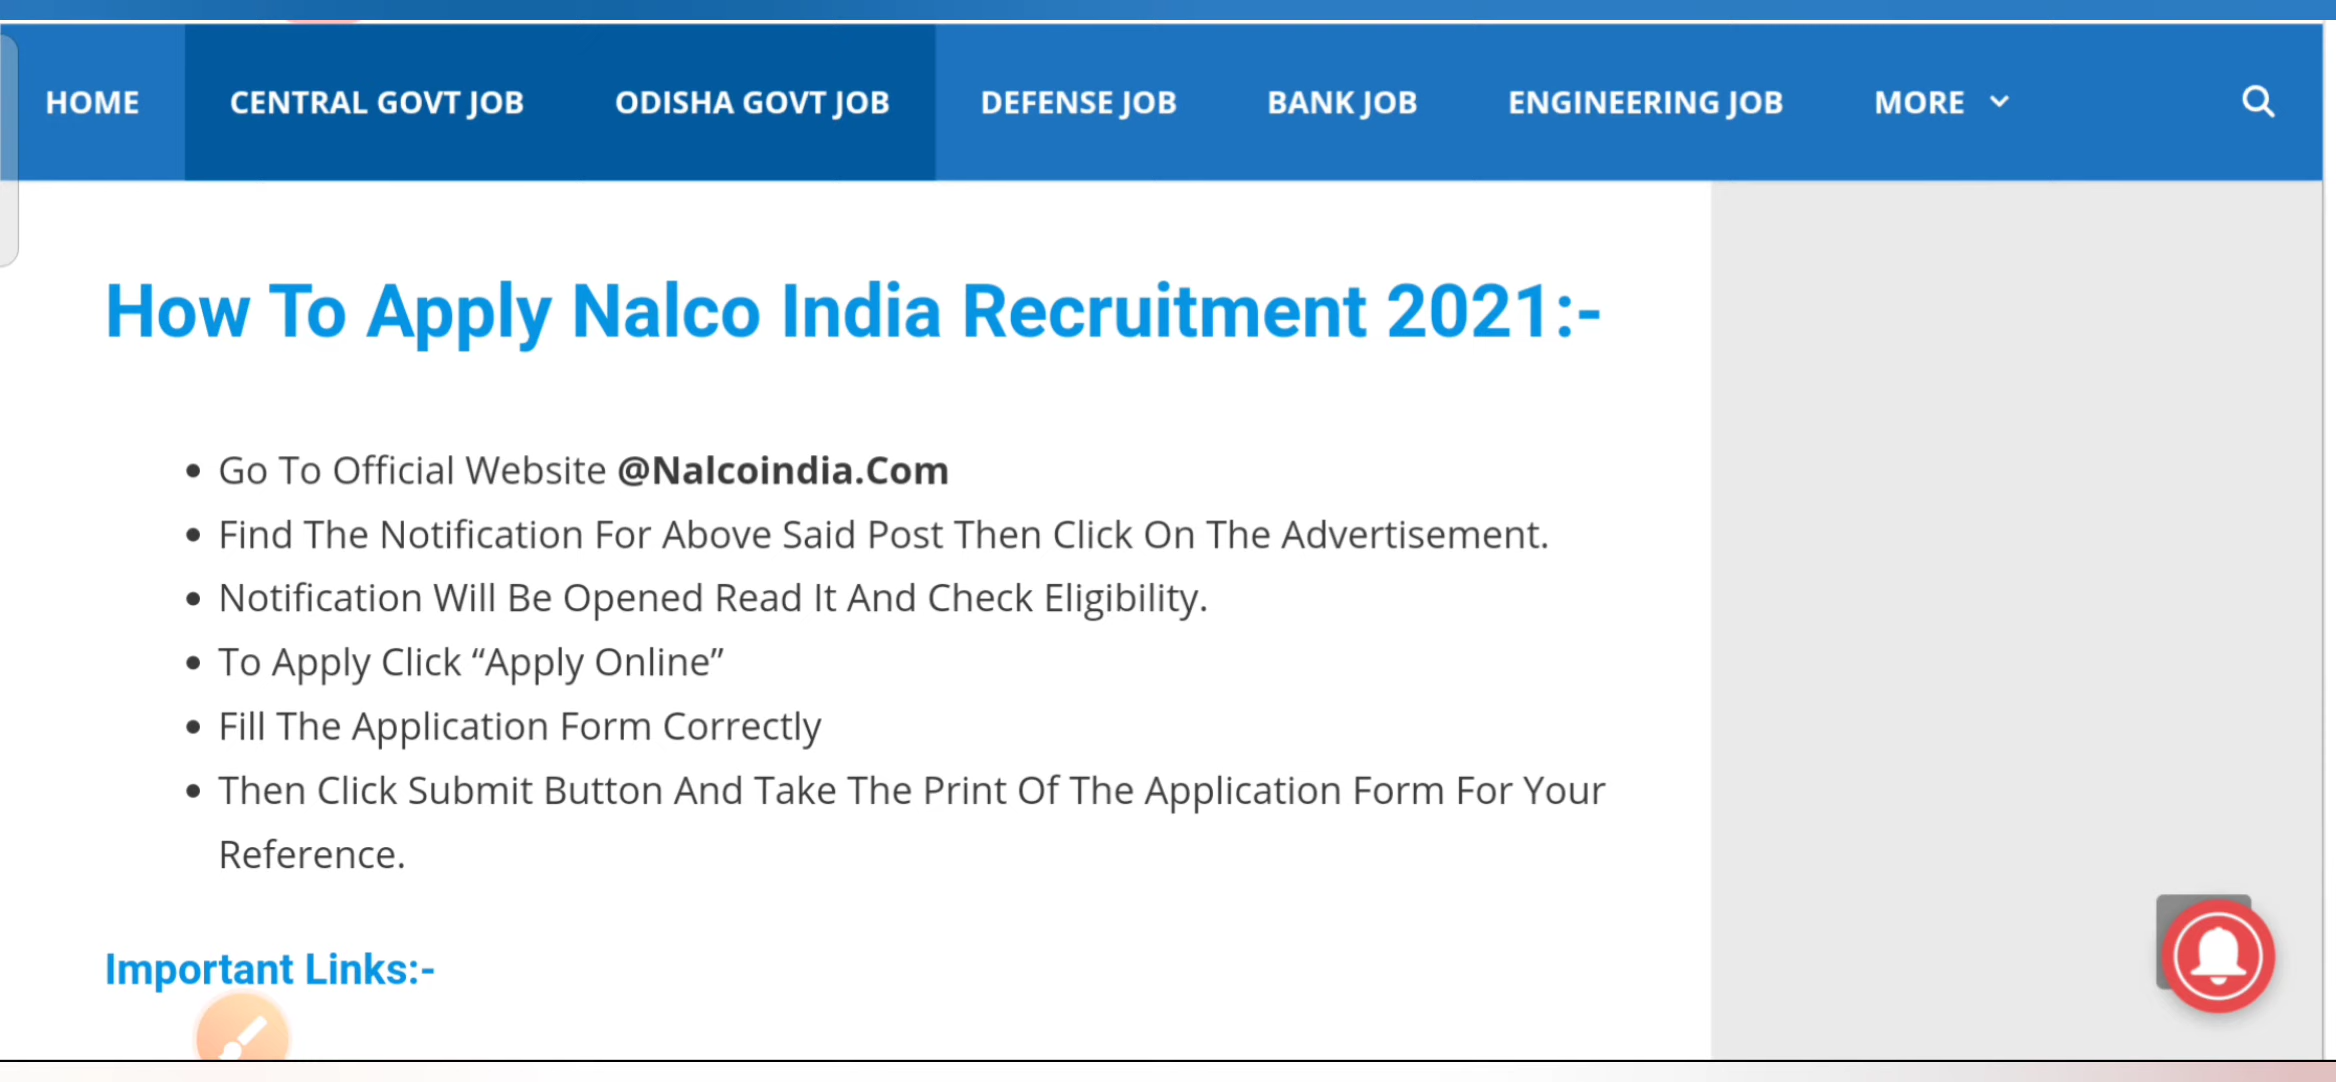 HOME CENTRAL GOVT JOB ODISHA GOVT JOB DEFENSE JOB BANK JOB ENGINEERING JOB MORE
How To Apply Nalco India Recruitment 2021:-
Go To Official Website @Nalcoindia.Com
Find The Notification For Above Said Post Then Click On The Advertisement.
Notification Will Be Opened Read It And Check Eligibility.
To Apply Click “Apply Online”
Fill The Application Form Correctly
Then Click Submit Button And Take The Print Of The Application Form For Your
Reference.
Important Links:-